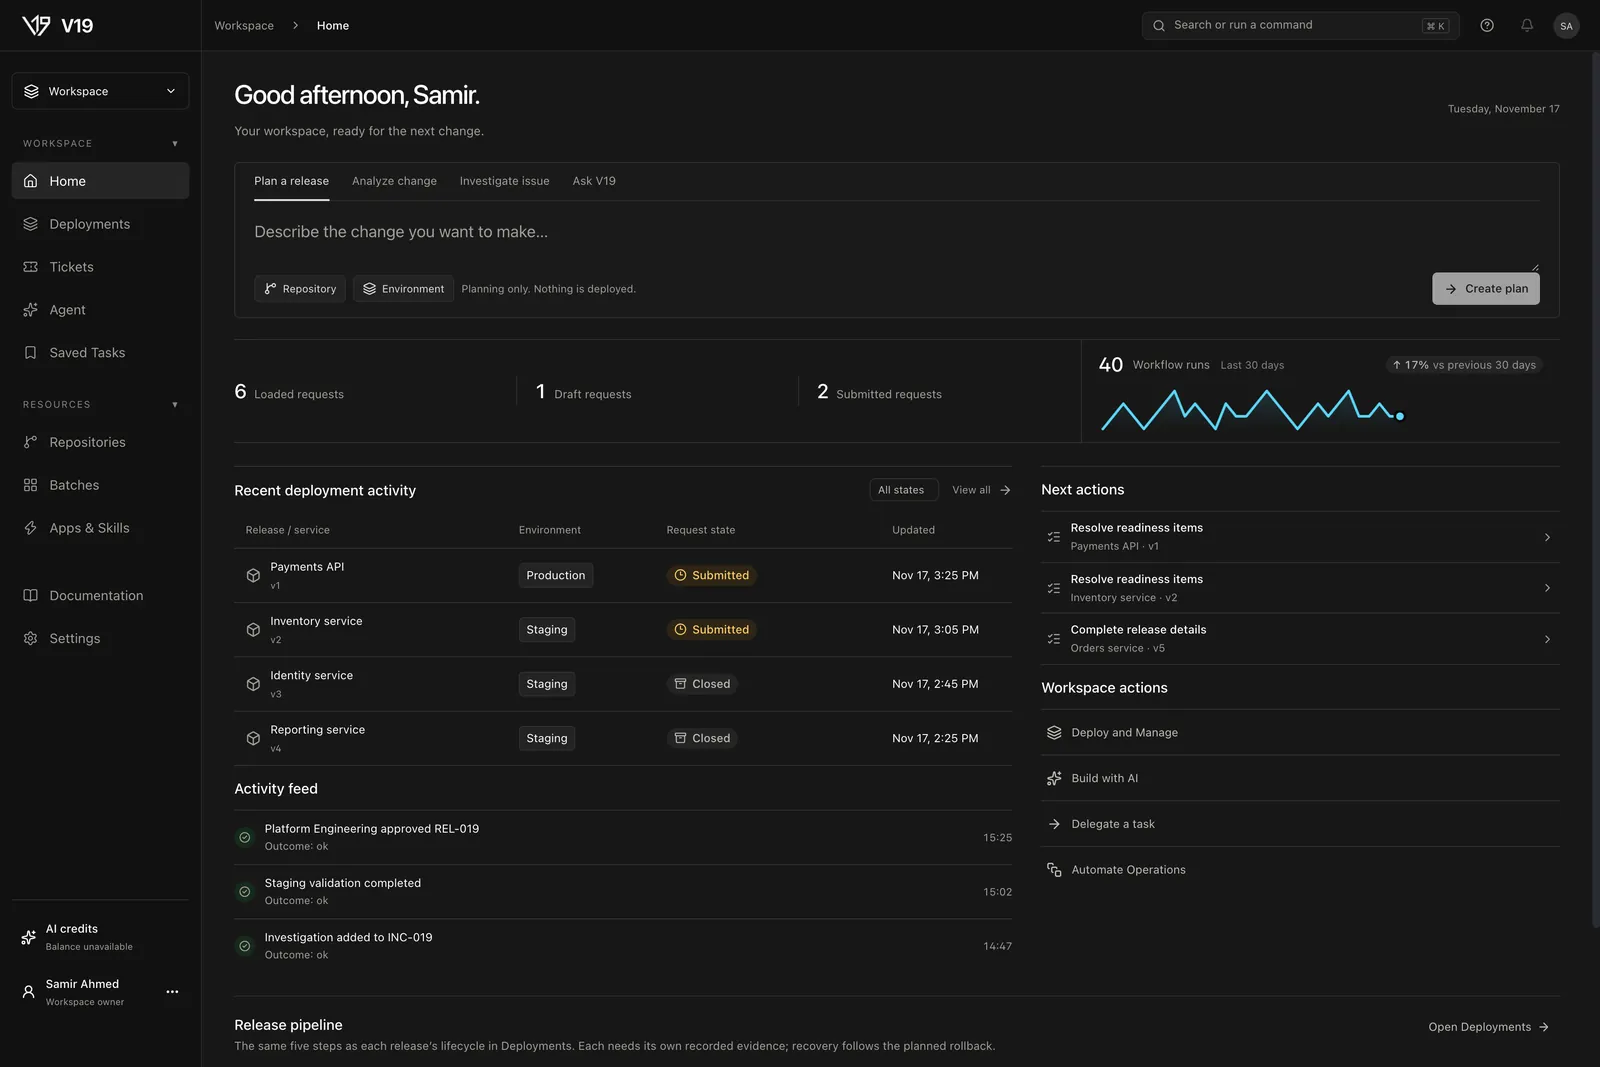 V19
Workspace
Home
Search or run a command
⌘ K
SA
Workspace
WORKSPACE
Home
Deployments
Tickets
Agent
Saved Tasks
RESOURCES
Repositories
Batches
Apps & Skills
Documentation
Settings
AI credits
Balance unavailable
Samir Ahmed
Workspace owner
Good afternoon, Samir.
Your workspace, ready for the next change.
Tuesday, November 17
Plan a release
Analyze change
Investigate issue
Ask V19
Describe the change you want to make...
Repository
Environment
Planning only. Nothing is deployed.
Create plan
6 Loaded requests
1 Draft requests
2 Submitted requests
40 Workflow runs Last 30 days
↑ 17% vs previous 30 days
Recent deployment activity
All states
View all
Release / service
Environment
Request state
Updated
Payments API
v1
Production
Submitted
Nov 17, 3:25 PM
Inventory service
v2
Staging
Submitted
Nov 17, 3:05 PM
Identity service
v3
Staging
Closed
Nov 17, 2:45 PM
Reporting service
v4
Staging
Closed
Nov 17, 2:25 PM
Activity feed
Platform Engineering approved REL-019
Outcome: ok
15:25
Staging validation completed
Outcome: ok
15:02
Investigation added to INC-019
Outcome: ok
14:47
Next actions
Resolve readiness items
Payments API · v1
Resolve readiness items
Inventory service · v2
Complete release details
Orders service · v5
Workspace actions
Deploy and Manage
Build with AI
Delegate a task
Automate Operations
Release pipeline
The same five steps as each release’s lifecycle in Deployments. Each needs its own recorded evidence; recovery follows the planned rollback.
Open Deployments